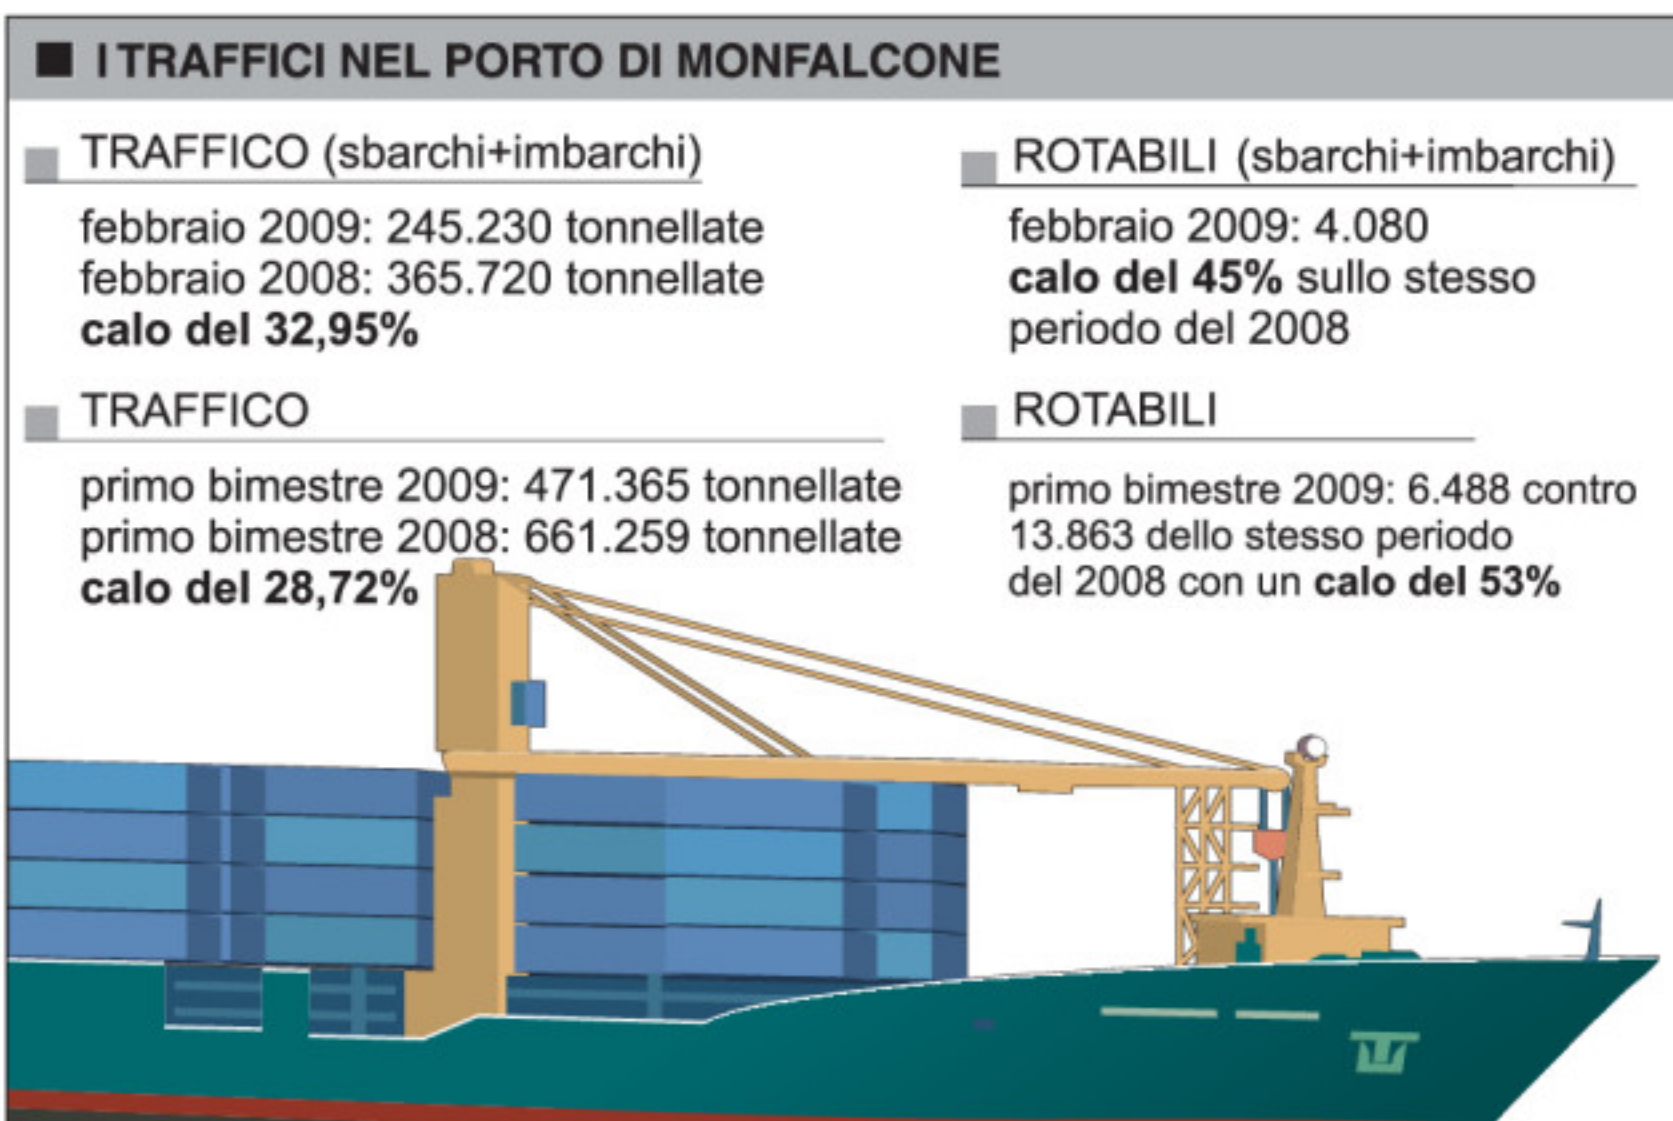 I TRAFFICI NEL PORTO DI MONFALCONE
TRAFFICO (sbarchi+imbarchi)
febbraio 2009: 245.230 tonnellate
febbraio 2008: 365.720 tonnellate
calo del 32,95%
TRAFFICO
primo bimestre 2009: 471.365 tonnellate
primo bimestre 2008: 661.259 tonnellate
calo del 28,72%
ROTABILI (sbarchi+imbarchi)
febbraio 2009: 4.080
calo del 45% sullo stesso
periodo del 2008
ROTABILI
primo bimestre 2009: 6.488 contro
13.863 dello stesso periodo
del 2008 con un calo del 53%